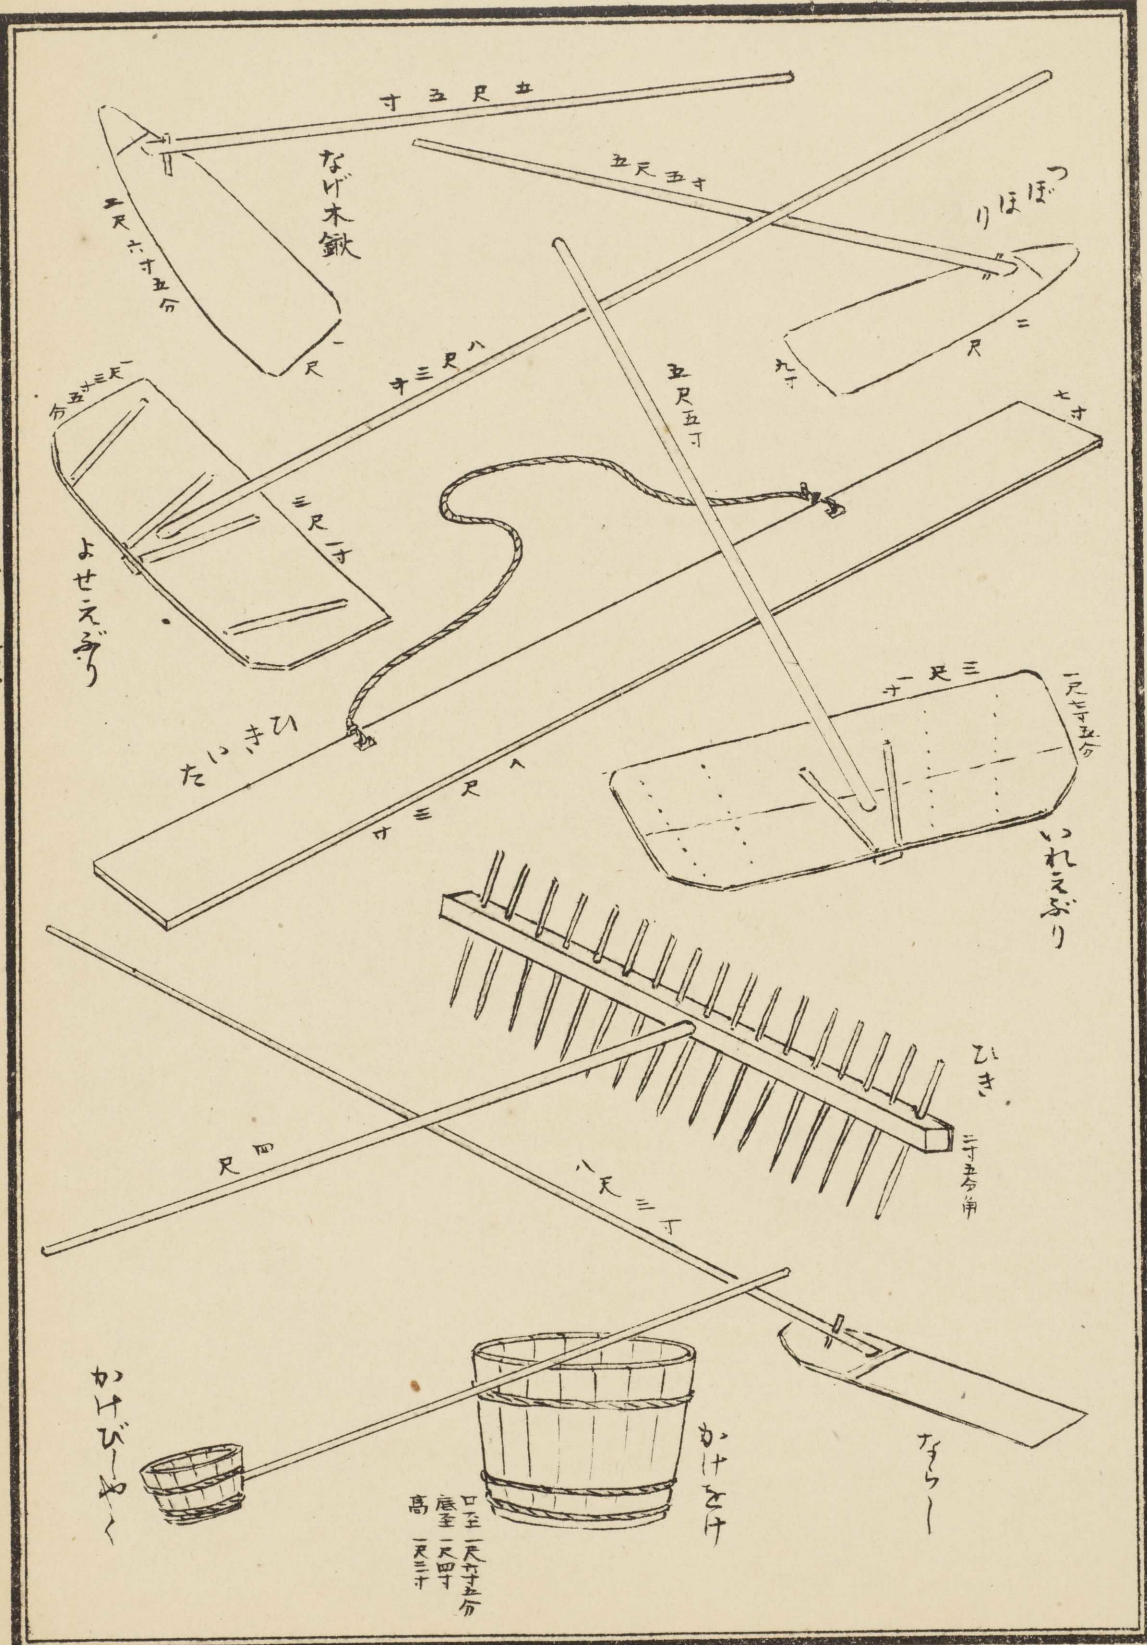 五尺五寸
なげ木鍬
二尺六寸五分
一尺
つぼほり
五尺五寸
二尺
九寸
八尺三寸
一尺三寸五分
三尺一寸
よせえぶり
七寸
ひきいた
八尺三寸
五尺五寸
三尺一寸
一尺七寸五分
いれえぶり
ひき
二寸五分角
四尺
八尺三寸
ならし
かけをけ
口径一尺六寸五分
底径一尺四寸
高 一尺三寸
かけびしやく